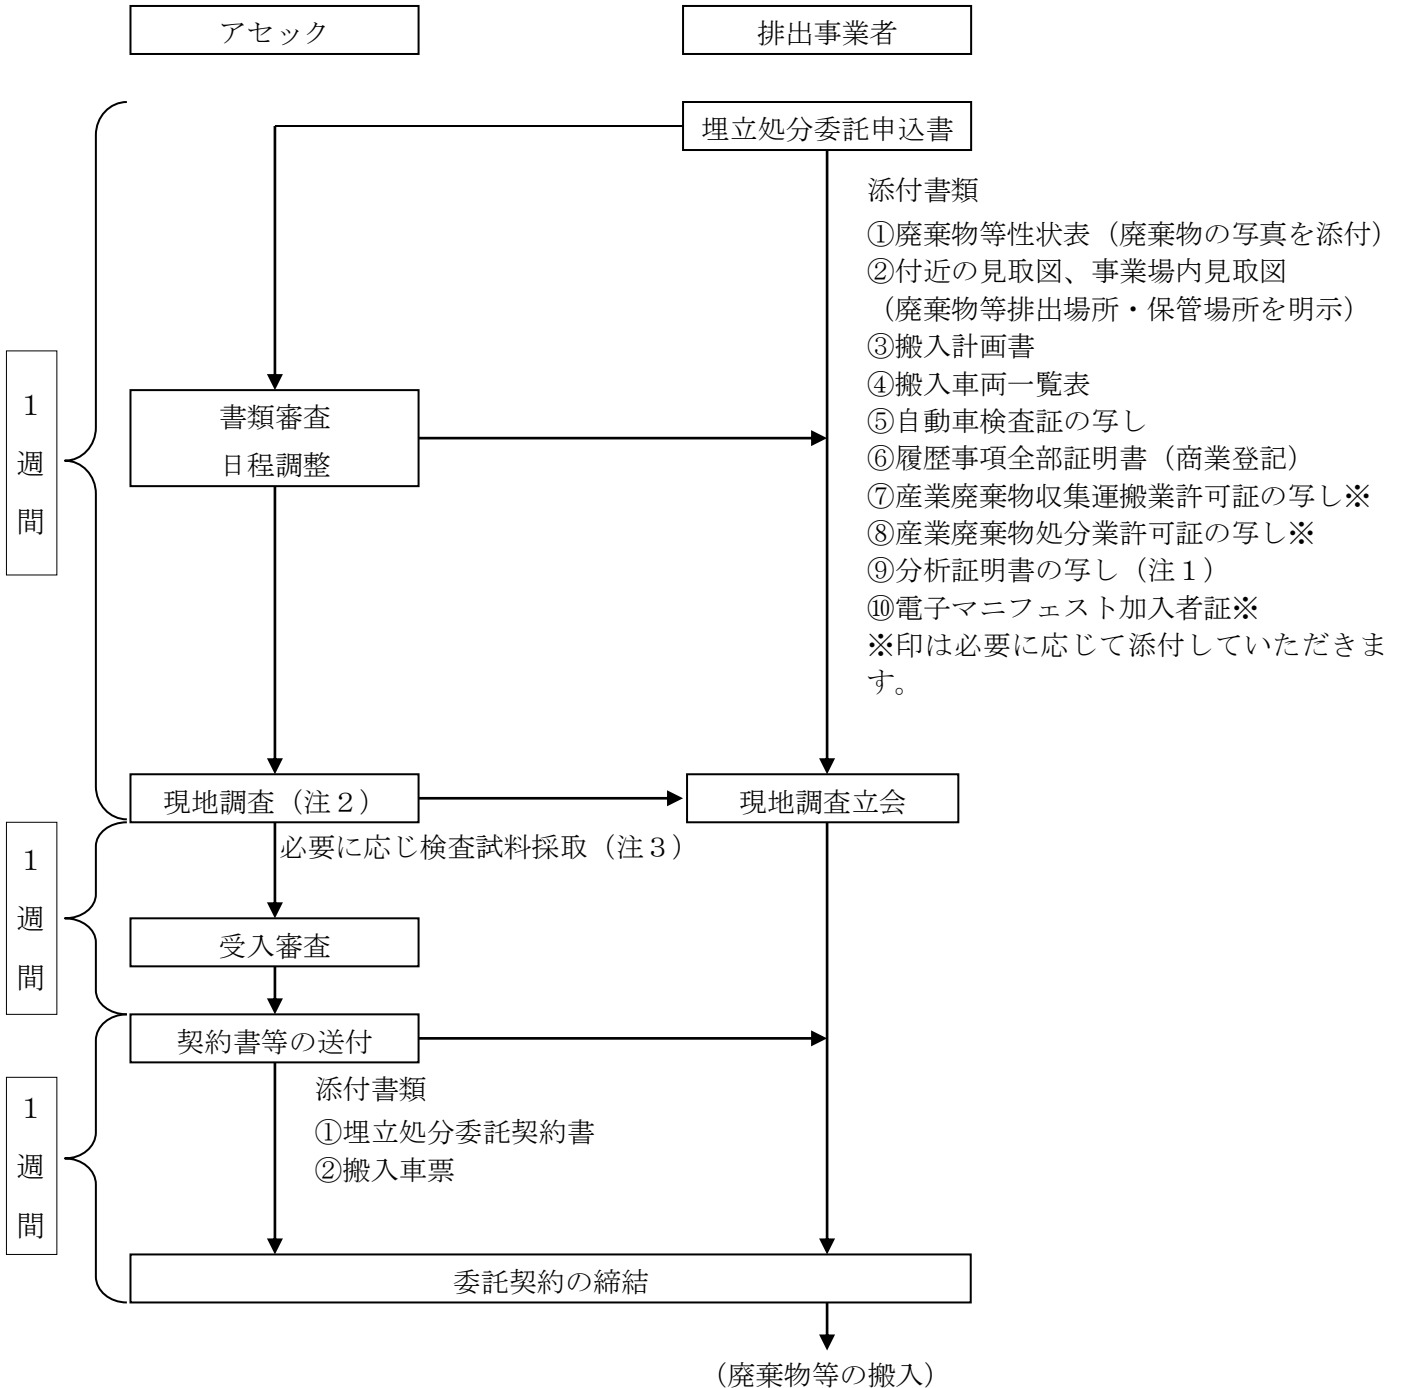 アセック
排出事業者
埋立処分委託申込書
添付書類
①廃棄物等性状表（廃棄物の写真を添付）
②付近の見取図、事業場内見取図
（廃棄物等排出場所・保管場所を明示）
③搬入計画書
④搬入車両一覧表
⑤自動車検査証の写し
⑥履歴事項全部証明書（商業登記）
⑦産業廃棄物収集運搬業許可証の写し※
⑧産業廃棄物処分業許可証の写し※
⑨分析証明書の写し（注１）
⑩電子マニフェスト加入者証※
※印は必要に応じて添付していただきま
す。
１
週
間
書類審査
日程調整
現地調査（注２）
現地調査立会
必要に応じ検査試料採取（注３）
１
週
間
受入審査
契約書等の送付
添付書類
①埋立処分委託契約書
②搬入車票
１
週
間
委託契約の締結
（廃棄物等の搬入）